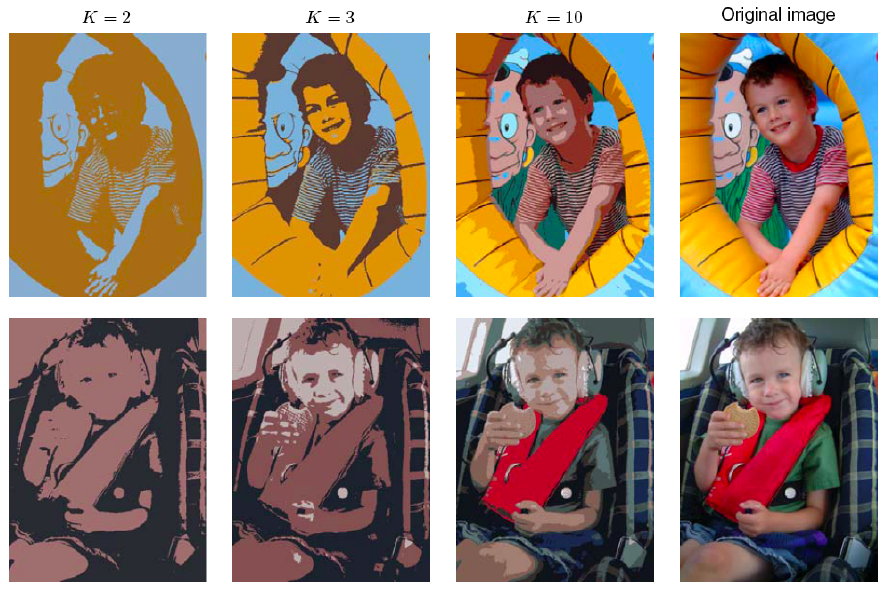 K = 2
K = 3
K = 10
Original image